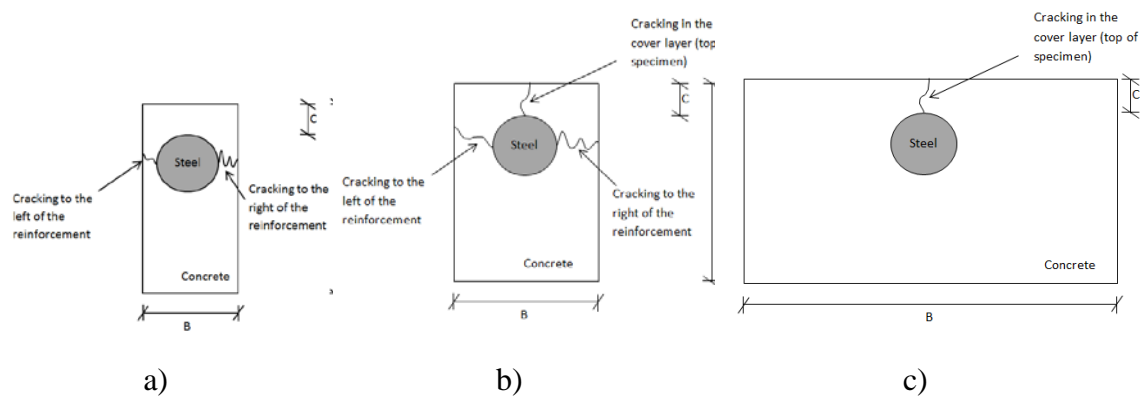 C
Steel
Cracking to the
left of the
reinforcement
Cracking to the
right of the
reinforcement
Concrete
B
a)
Cracking in the
cover layer (top of
specimen)
C
Steel
Cracking to the
left of the
reinforcement
Cracking to the
right of the
reinforcement
Concrete
B
b)
Cracking in the
cover layer (top of
specimen)
C
Steel
Concrete
B
c)